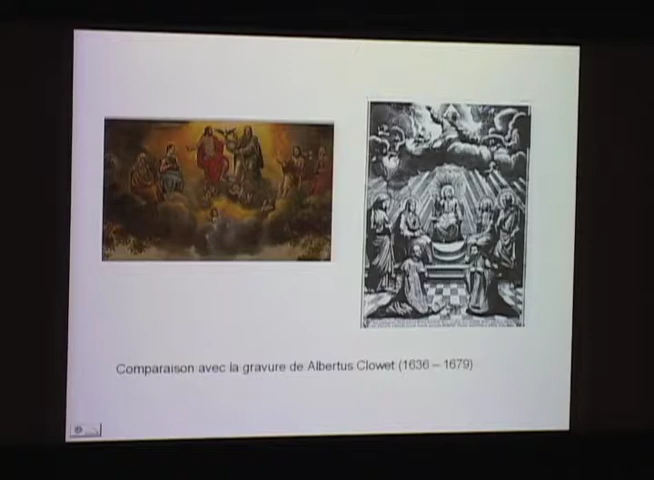 Comparaison avec la gravure de Albertus Clowet (1636 – 1679)